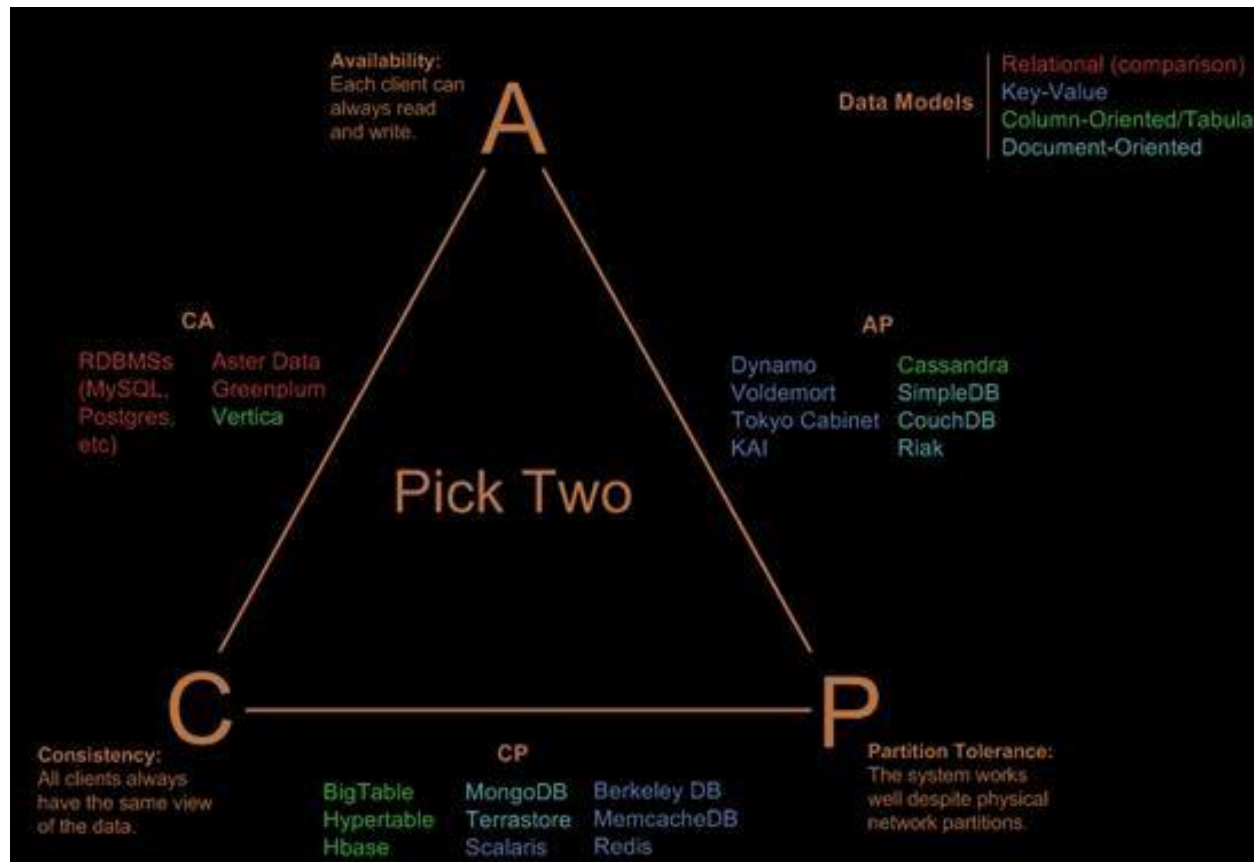 Availability:
Each client can
always read
and write.
A
Data Models
Relational (comparison)
Key-Value
Column-Oriented/Tabula
Document-Oriented
CA
RDBMSs
(MySQL,
Postgres,
etc)
Aster Data
Greenplum
Vertica
AP
Dynamo
Voldemort
Tokyo Cabinet
KAI
Cassandra
SimpleDB
CouchDB
Riak
Pick Two
C
Consistency:
All clients always
have the same view
of the data.
CP
BigTable
Hypertable
Hbase
MongoDB
Terrastore
Scalaris
Berkeley DB
MemcacheDB
Redis
P
Partition Tolerance:
The system works
well despite physical
network partitions.